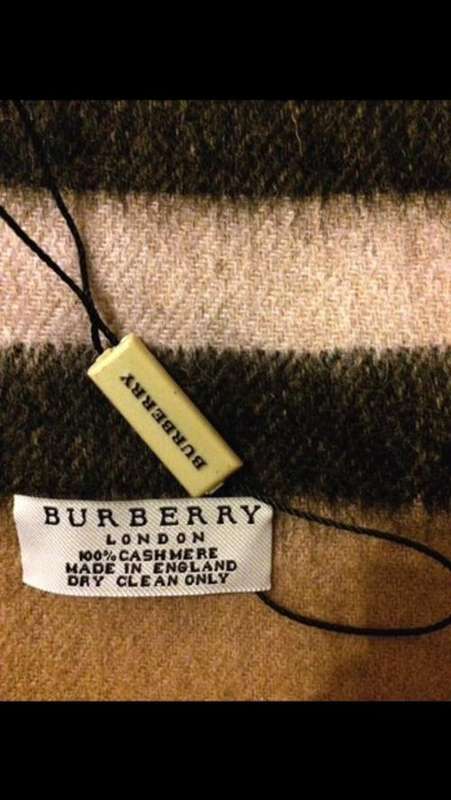 BURBERRY
BURBERRY
LONDON
100% CASHMERE
MADE IN ENGLAND
DRY CLEAN ONLY